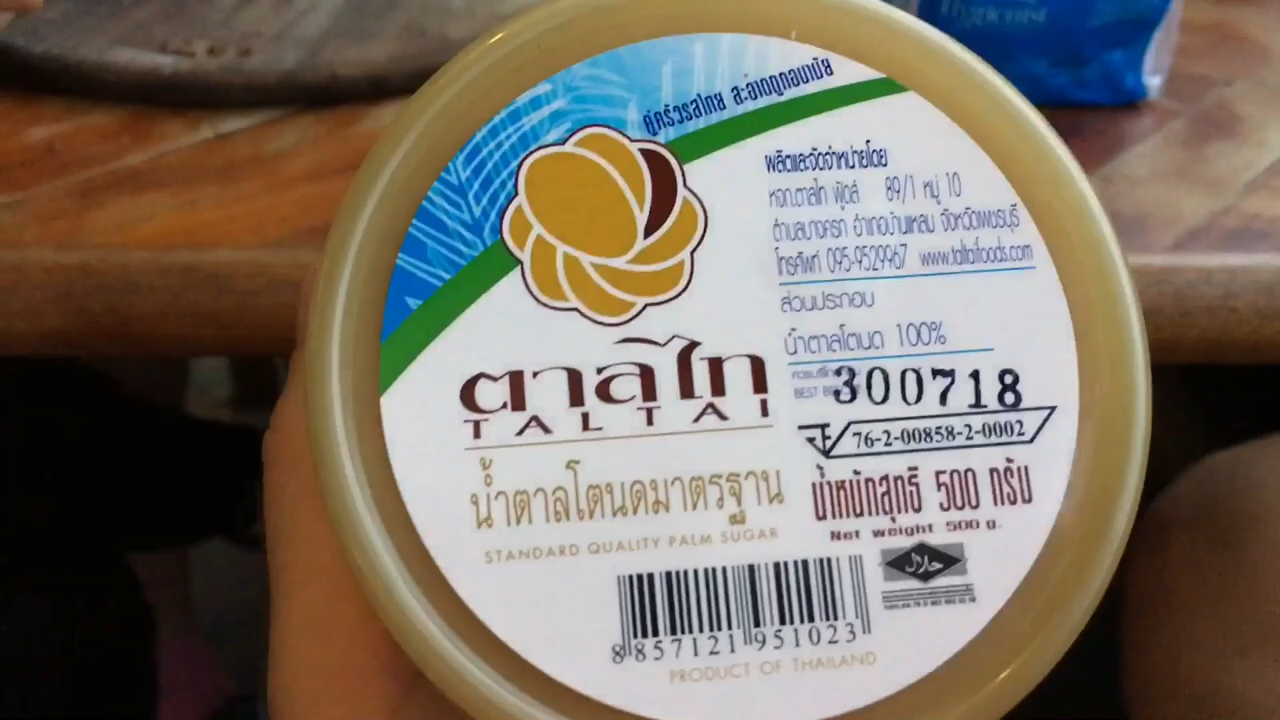 คู่ครัวรสไทย สะอาดถูกอนามัย
ผลิตและจัดจำหน่ายโดย
หจก.ตาลไท ฟู้ดส์ 89/1 หมู่ 10
ตำบลบางครก อำเภอบ้านแหลม จังหวัดเพชรบุรี
โทรศัพท์ 095-9529967 www.taltaifoods.com
ส่วนประกอบ
น้ำตาลโตนด 100%
BEST
300718
76-2-00858-2-0002
ตาลไท
TALTAI
น้ำตาลโตนดมาตรฐาน
STANDARD QUALITY PALM SUGAR
น้ำหนักสุทธิ 500 กรัม
Net weight 500 g.
حلال
8 857121 951023
PRODUCT OF THAILAND